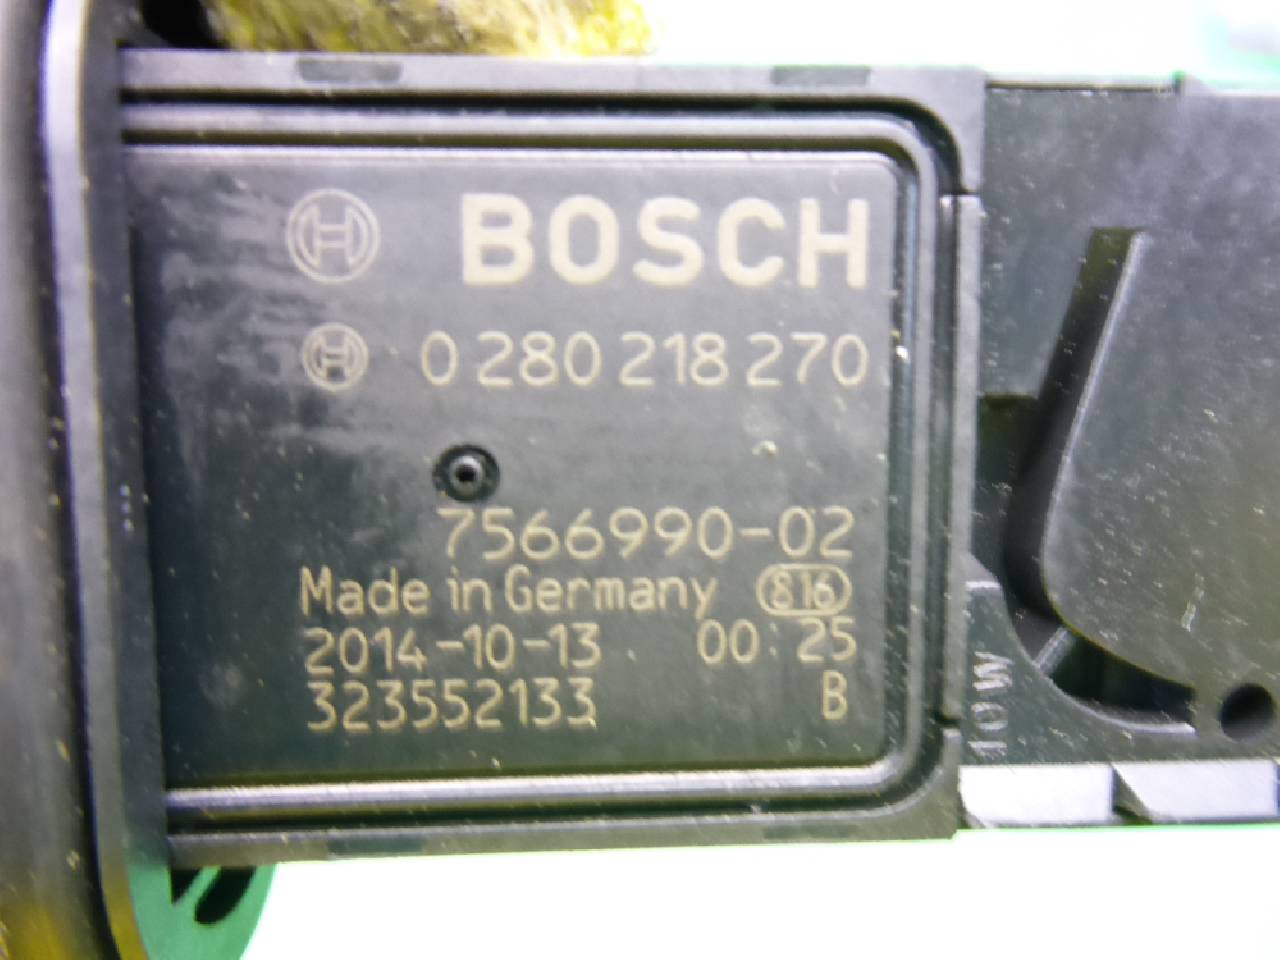 BOSCH
0 280 218 270
7566990-02
Made in Germany 816
2014-10-13 00:25
323552133 B
10W